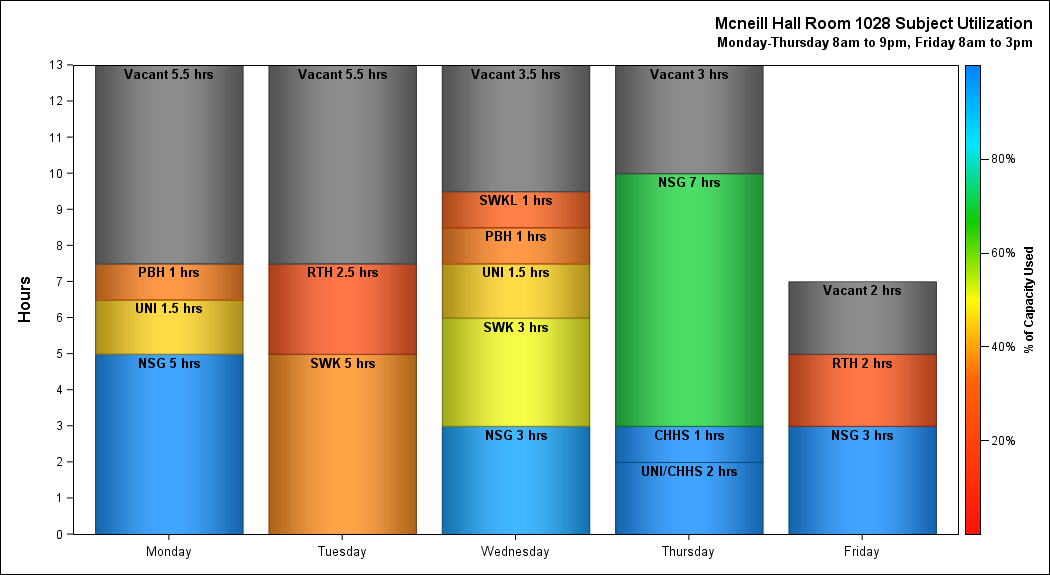 Mcneill Hall Room 1028 Subject Utilization
Monday-Thursday 8am to 9pm, Friday 8am to 3pm
Hours
13
12
11
10
9
8
7
6
5
4
3
2
1
0
Vacant 5.5 hrs
PBH 1 hrs
UNI 1.5 hrs
NSG 5 hrs
Vacant 5.5 hrs
RTH 2.5 hrs
SWK 5 hrs
Vacant 3.5 hrs
SWKL 1 hrs
PBH 1 hrs
UNI 1.5 hrs
SWK 3 hrs
NSG 3 hrs
Vacant 3 hrs
NSG 7 hrs
CHHS 1 hrs
UNI/CHHS 2 hrs
Vacant 2 hrs
RTH 2 hrs
NSG 3 hrs
Monday
Tuesday
Wednesday
Thursday
Friday
80%
60%
40%
20%
% of Capacity Used